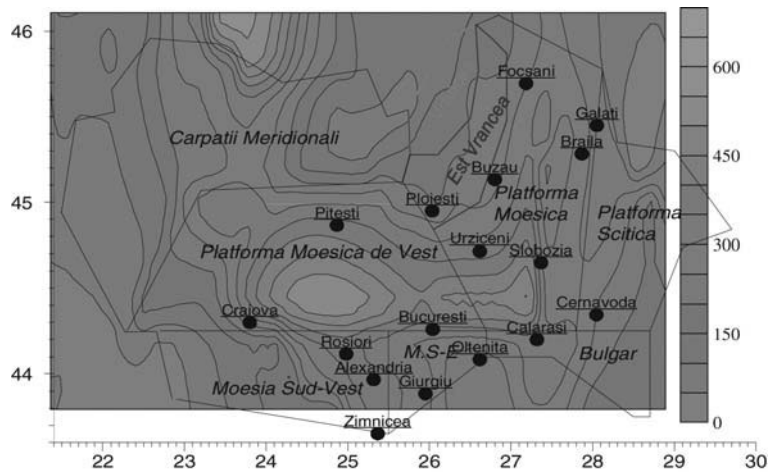 46
600
Focsani
Galati
Carpatii Meridionali
Est Vrancea
Braila
450
Buzau
45
Ploiesti
Platforma
Moesica
Pitesti
Platforma
Scitica
300
Platforma Moesica de Vest
Urziceni
Slobozia
Craiova
Bucuresti
Cernavoda
150
Rosiori
M.S-E
Oltenita
Calarasi
Bulgar
44
Alexandria
Moesia Sud-Vest
Giurgiu
0
Zimnicea
22 23 24 25 26 27 28 29 30